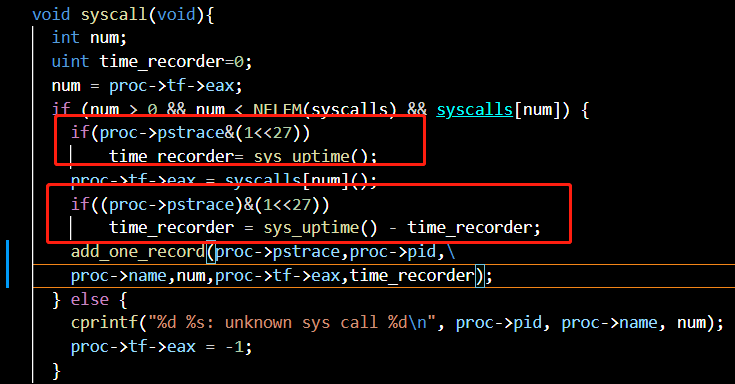 void syscall(void){
int num;
uint time_recorder=0;
num = proc->tf->eax;
if (num > 0 && num < NELEM(syscalls) && syscalls[num]) {
if(proc->pstrace&(1<<27))
time_recorder= sys_uptime();
proc->tf->eax = syscalls[num]();
if((proc->pstrace)&(1<<27))
time_recorder = sys_uptime() - time_recorder;
add_one_record(proc->pstrace,proc->pid,\
proc->name,num,proc->tf->eax,time_recorder);
} else {
cprintf("%d %s: unknown sys call %d\n", proc->pid, proc->name, num);
proc->tf->eax = -1;
}